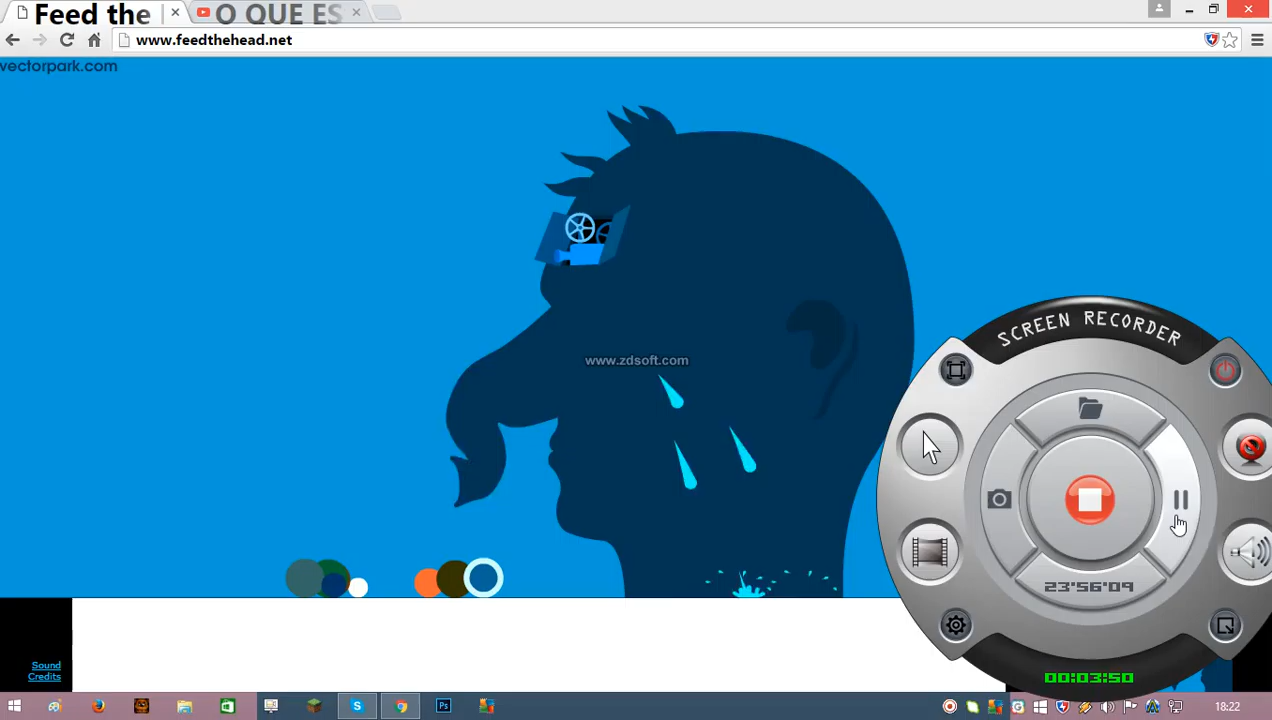 Feed the
O QUE ES
www.feedthehead.net
vectorpark.com
www.zdsoft.com
SCREEN RECORDER
23'56'09
00:03:50
Sound
Credits
Ps
18:22